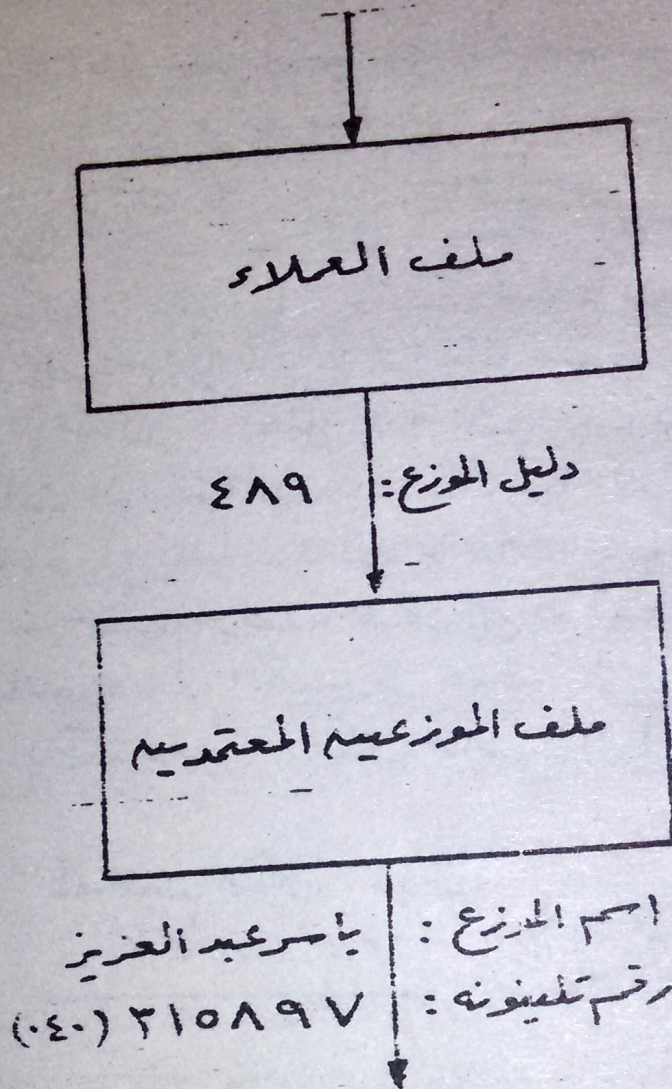 ملف العملاء
دليل الموزع: ٤٨٩
ملف الموزعين المعتمدين
اسم الموزع: ياسر عبد العزيز
رقم تليفونه: ٣١٥٨٩٧ (٠٤٠)